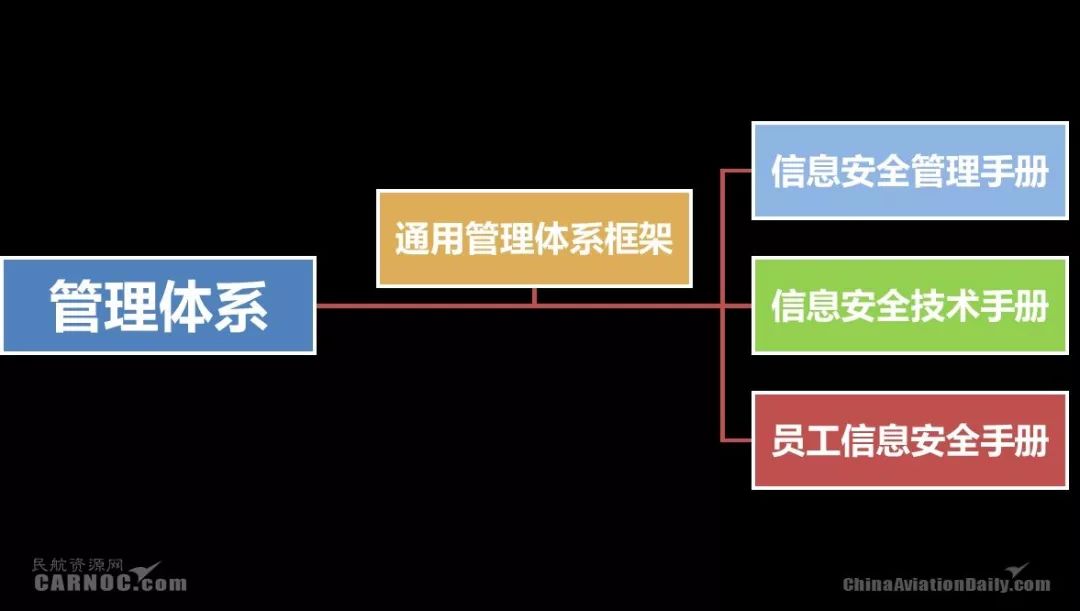 管理体系
通用管理体系框架
信息安全管理手册
信息安全技术手册
员工信息安全手册
民航资源网
CARNOC.com
ChinaAviationDaily.com